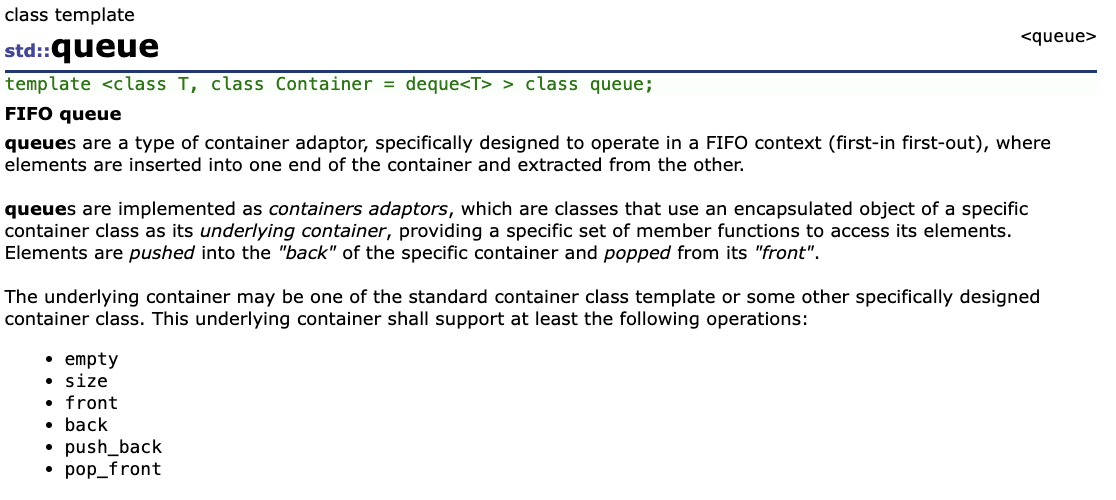 class template
std::queue
<queue>
template <class T, class Container = deque<T> > class queue;
FIFO queue
queues are a type of container adaptor, specifically designed to operate in a FIFO context (first-in first-out), where
elements are inserted into one end of the container and extracted from the other.
queues are implemented as containers adaptors, which are classes that use an encapsulated object of a specific
container class as its underlying container, providing a specific set of member functions to access its elements.
Elements are pushed into the "back" of the specific container and popped from its "front".
The underlying container may be one of the standard container class template or some other specifically designed
container class. This underlying container shall support at least the following operations:
• empty
• size
• front
• back
• push_back
• pop_front